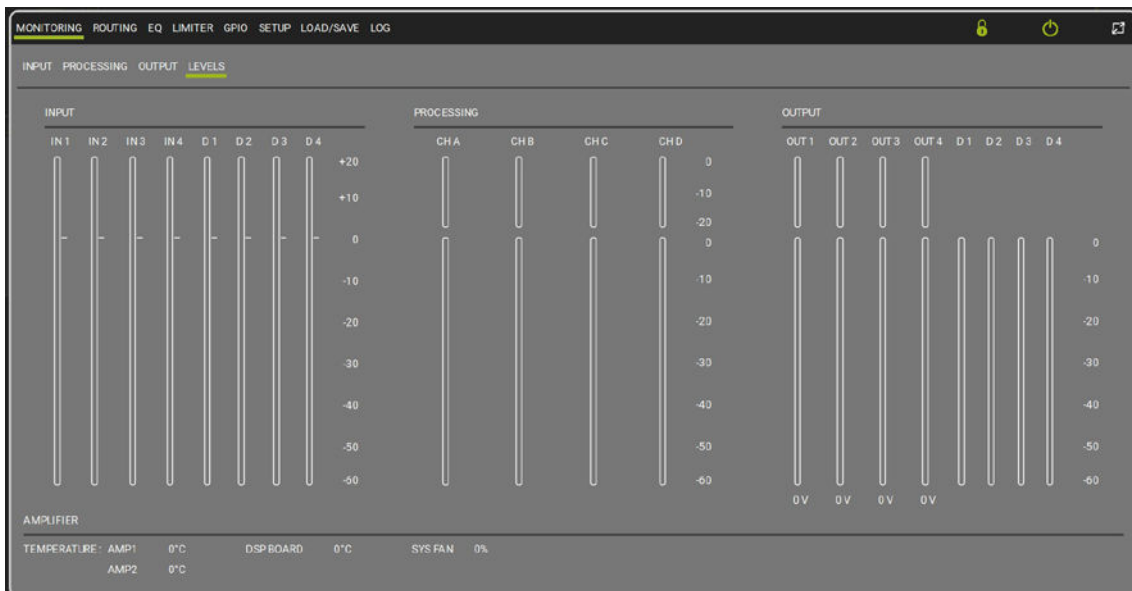 MONITORING ROUTING EQ LIMITER GPIO SETUP LOAD/SAVE LOG
INPUT PROCESSING OUTPUT LEVELS
INPUT PROCESSING OUTPUT
IN 1 IN 2 IN 3 IN 4 D 1 D 2 D 3 D 4 CH A CH B CH C CH D OUT 1 OUT 2 OUT 3 OUT 4 D 1 D 2 D 3 D 4
+20 0
+10 -10
-20
0 0 0
-10 -10 -10
-20 -20 -20
-30 -30 -30
-40 -40 -40
-50 -50 -50
-60 -60 -60
0 V 0 V 0 V 0 V
AMPLIFIER
TEMPERATURE: AMP1 0°C DSP BOARD 0°C SYS FAN 0%
AMP2 0°C